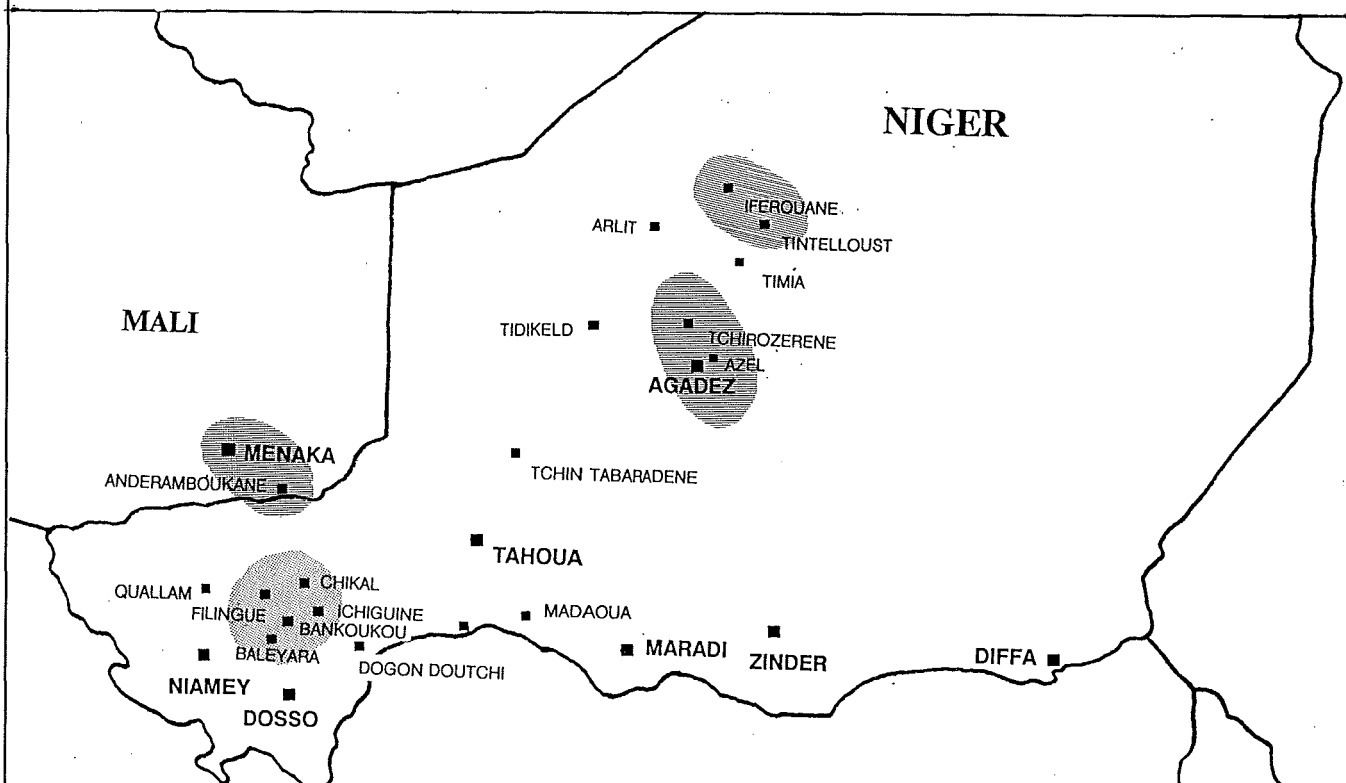 NIGER
IFEROUANE
ARLIT
TINTELLOUST
TIMIA
MALI
TIDIKELD
TCHIROZERENE
AZEL
AGADEZ
MENAKA
ANDERAMBOUKANE
TCHIN TABARADENE
TAHOUA
CHIKAL
QUALLAM
FILINGUE
ICHIGUINE
MADAOUA
BANKOUKOU
BALEYARA
MARADI
ZINDER
DIFFA
DOGON DOUTCHI
NIAMEY
DOSSO